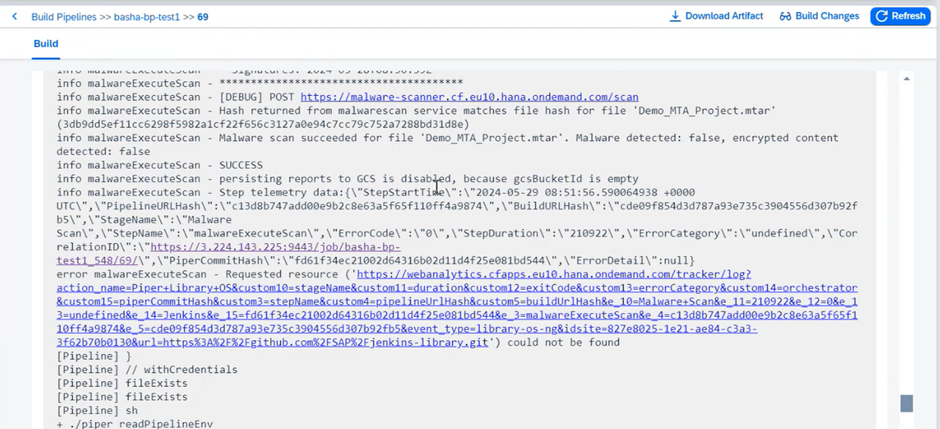 Build Pipelines >> basha-bp-test1 >> 69
Download Artifact
Build Changes
Refresh
Build
info malwareExecuteScan - Signatures: 2024-05-28T08:
info malwareExecuteScan - *************************************
info malwareExecuteScan - [DEBUG] POST https://malware-scanner.cf.eu10.hana.ondemand.com/scan
info malwareExecuteScan - Hash returned from malwarescan service matches file hash for file 'Demo_MTA_Project.mtar'
(3db9dd5ef11cc6298f5982a1cf22f656c3127a0e94c7cc79c752a7288bd31d8e)
info malwareExecuteScan - Malware scan succeeded for file 'Demo_MTA_Project.mtar'. Malware detected: false, encrypted content
detected: false
info malwareExecuteScan - SUCCESS
info malwareExecuteScan - persisting reports to GCS is disabled, because gcsBucketId is empty
info malwareExecuteScan - Step telemetry data:{\"StepStartTime\":\"2024-05-29 08:51:56.590064938 +0000
UTC\",\"PipelineURLHash\":\"c13d8b747add00e9b2c8e63a5f65f110ff4a9874\",\"BuildURLHash\":\"cde09f854d3d787a93e735c3904556d307b92f
b5\",\"StageName\":\"Malware
Scan\",\"StepName\":\"malwareExecuteScan\",\"ErrorCode\":\"0\",\"StepDuration\":\"210922\",\"ErrorCategory\":\"undefined\",\"Cor
relationID\":\"https://3.224.143.225:9443/job/basha-bp-
test1_548/69/\",\"PiperCommitHash\":\"fd61f34ec21002d64316b02d11d4f25e081bd544\",\"ErrorDetail\":null}
error malwareExecuteScan - Requested resource ('https://webanalytics.cfapps.eu10.hana.ondemand.com/tracker/log?
action_name=Piper+Library+OS&custom10=stageName&custom11=duration&custom12=exitCode&custom13=errorCategory&custom14=orchestrator
&custom15=piperCommitHash&custom3=stepName&custom4=pipelineUrlHash&custom5=buildUrlHash&e_10=Malware+Scan&e_11=210922&e_12=0&e_1
3=undefined&e_14=Jenkins&e_15=fd61f34ec21002d64316b02d11d4f25e081bd544&e_3=malwareExecuteScan&e_4=c13d8b747add00e9b2c8e63a5f65f1
10ff4a9874&e_5=cde09f854d3d787a93e735c3904556d307b92fb5&event_type=library-os-ng&idsite=827e8025-1e21-ae84-c3a3-
3f62b70b0130&url=https%3A%2F%2Fgithub.com%2FSAP%2Fjenkins-library.git') could not be found
[Pipeline] }
[Pipeline] // withCredentials
[Pipeline] fileExists
[Pipeline] fileExists
[Pipeline] sh
+ ./piper readPipelineEnv